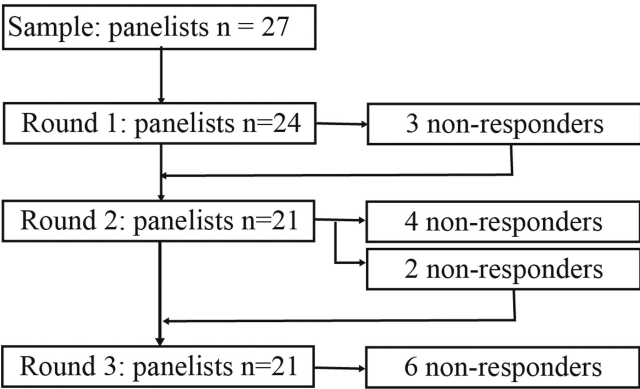 Sample: panelists n = 27
Round 1: panelists n=24
3 non-responders
Round 2: panelists n=21
4 non-responders
2 non-responders
Round 3: panelists n=21
6 non-responders